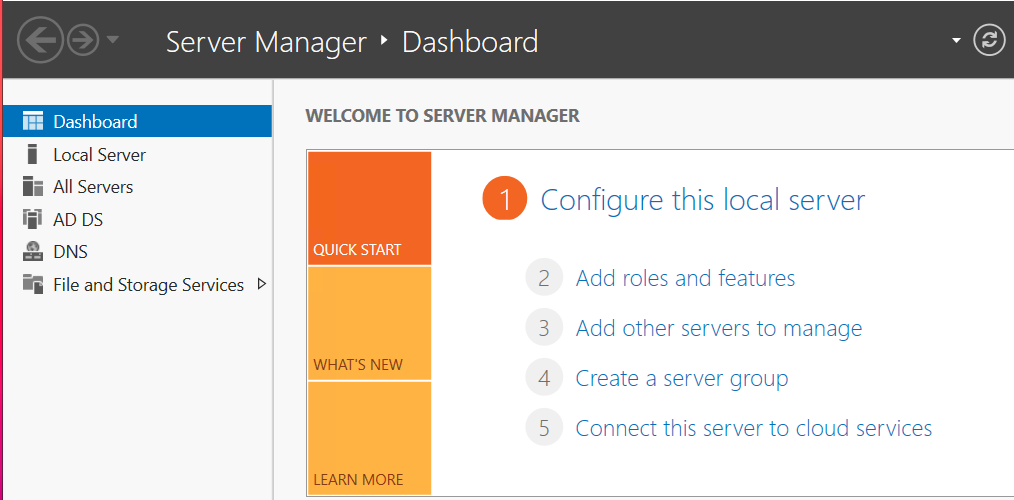 Server Manager ‣ Dashboard
Dashboard
Local Server
All Servers
AD DS
DNS
File and Storage Services
WELCOME TO SERVER MANAGER
QUICK START
WHAT'S NEW
LEARN MORE
1 Configure this local server
2 Add roles and features
3 Add other servers to manage
4 Create a server group
5 Connect this server to cloud services